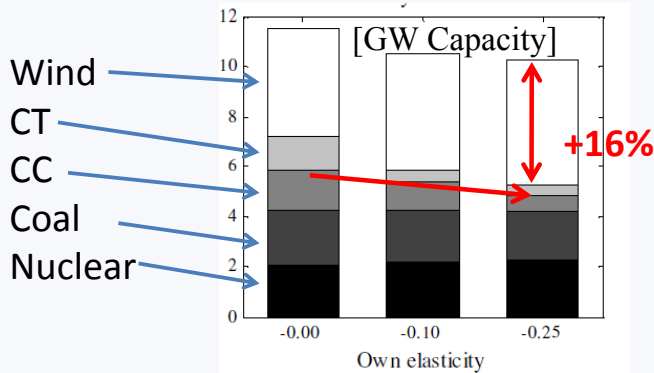 12
[GW Capacity]
10
Wind
8
CT
+16%
6
CC
4
Coal
2
Nuclear
0
-0.00 -0.10 -0.25
Own elasticity